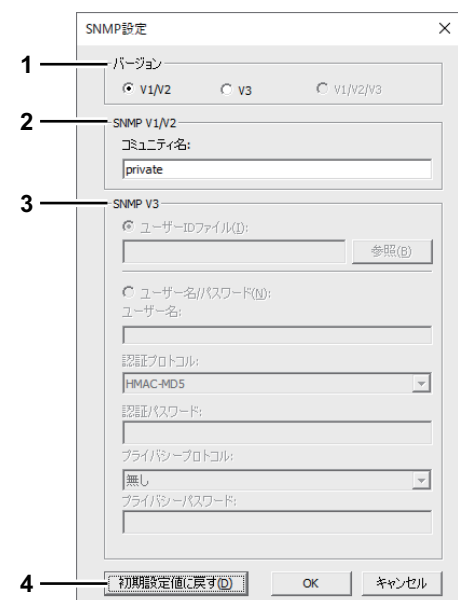 SNMP設定
1
バージョン
V1/V2 V3 V1/V2/V3
2
SNMP V1/V2
コミュニティ名:
private
3
SNMP V3
ユーザーIDファイル(I):
参照(B)
ユーザー名/パスワード(N):
ユーザー名:
認証プロトコル:
HMAC-MD5
認証パスワード:
プライバシープロトコル:
無し
プライバシーパスワード:
4
初期設定値に戻す(D) OK キャンセル